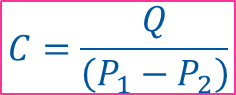 C = Q / (P₁ − P₂)